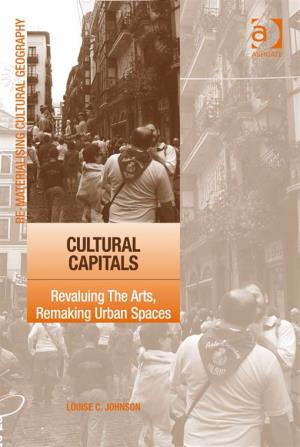 RE-MATERIALISING CULTURAL GEOGRAPHY
ASHGATE
CULTURAL
CAPITALS
Revaluing The Arts,
Remaking Urban Spaces
LOUISE C. JOHNSON